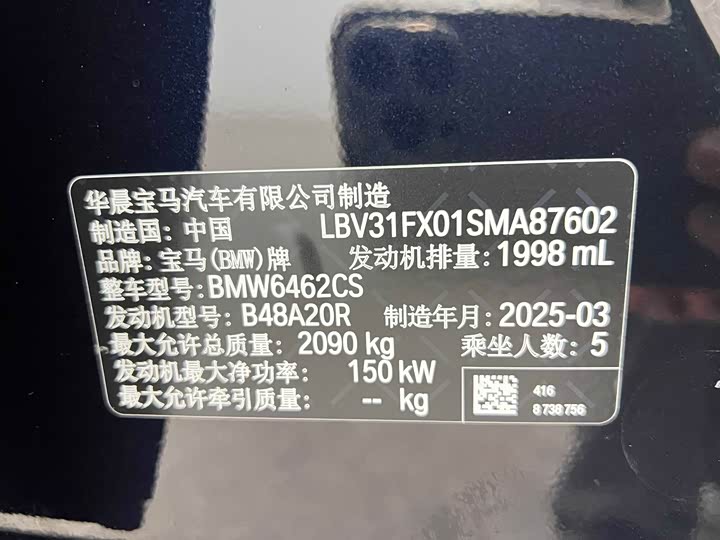 华晨宝马汽车有限公司制造
制造国: 中国 LBV31FX01SMA87602
品牌: 宝马(BMW)牌 发动机排量: 1998 mL
整车型号: BMW6462CS
发动机型号: B48A20R 制造年月: 2025-03
最大允许总质量: 2090 kg 乘坐人数: 5
发动机最大净功率: 150 kW
最大允许牵引质量: -- kg
416
8 738 756